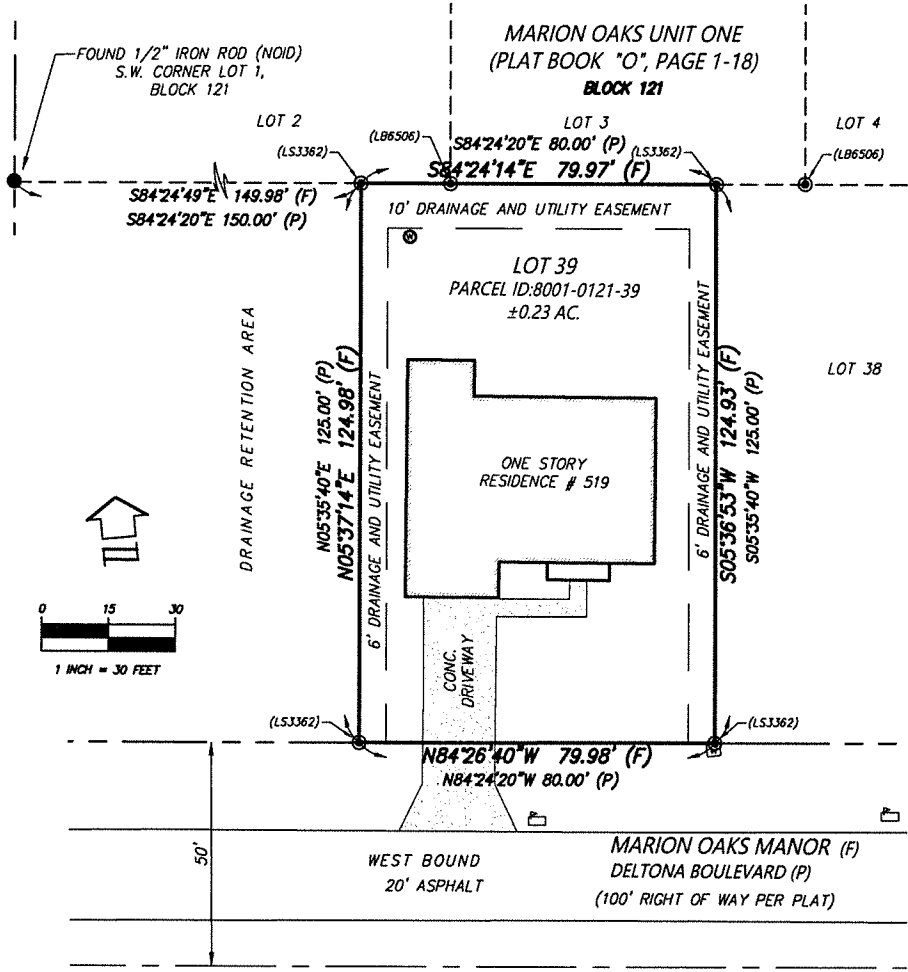 MARION OAKS UNIT ONE
(PLAT BOOK "O", PAGE 1-18)
BLOCK 121
FOUND 1/2" IRON ROD (NOID)
S.W. CORNER LOT 1,
BLOCK 121
LOT 2
LOT 3
LOT 4
(LS3362)
(LB6506)
S84°24'20"E 80.00' (P)
(LS3362)
(LB6506)
S84°24'14"E 79.97' (F)
S84°24'49"E 149.98' (F)
S84°24'20"E 150.00' (P)
10' DRAINAGE AND UTILITY EASEMENT
W
LOT 39
PARCEL ID:8001-0121-39
±0.23 AC.
DRAINAGE RETENTION AREA
N05°35'40"E 125.00' (P)
N05°37'14"E 124.98' (F)
6' DRAINAGE AND UTILITY EASEMENT
6' DRAINAGE AND UTILITY EASEMENT
S05°36'53"W 124.93' (F)
S05°35'40"W 125.00' (P)
LOT 38
ONE STORY
RESIDENCE # 519
0 15 30
1 INCH = 30 FEET
CONC.
DRIVEWAY
(LS3362)
(LS3362)
N84°26'40"W 79.98' (F)
N84°24'20"W 80.00' (P)
50'
WEST BOUND
20' ASPHALT
MARION OAKS MANOR (F)
DELTONA BOULEVARD (P)
(100' RIGHT OF WAY PER PLAT)